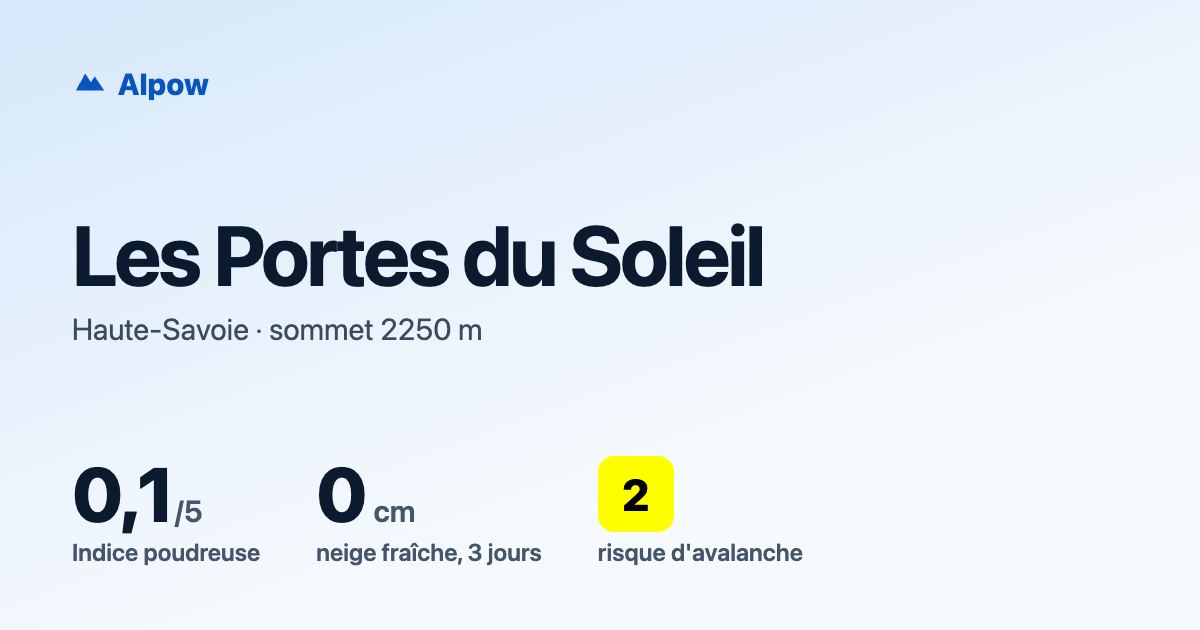 Alpow
Les Portes du Soleil
Haute-Savoie · sommet 2250 m
0,1/5
Indice poudreuse
0 cm
neige fraîche, 3 jours
2
risque d'avalanche